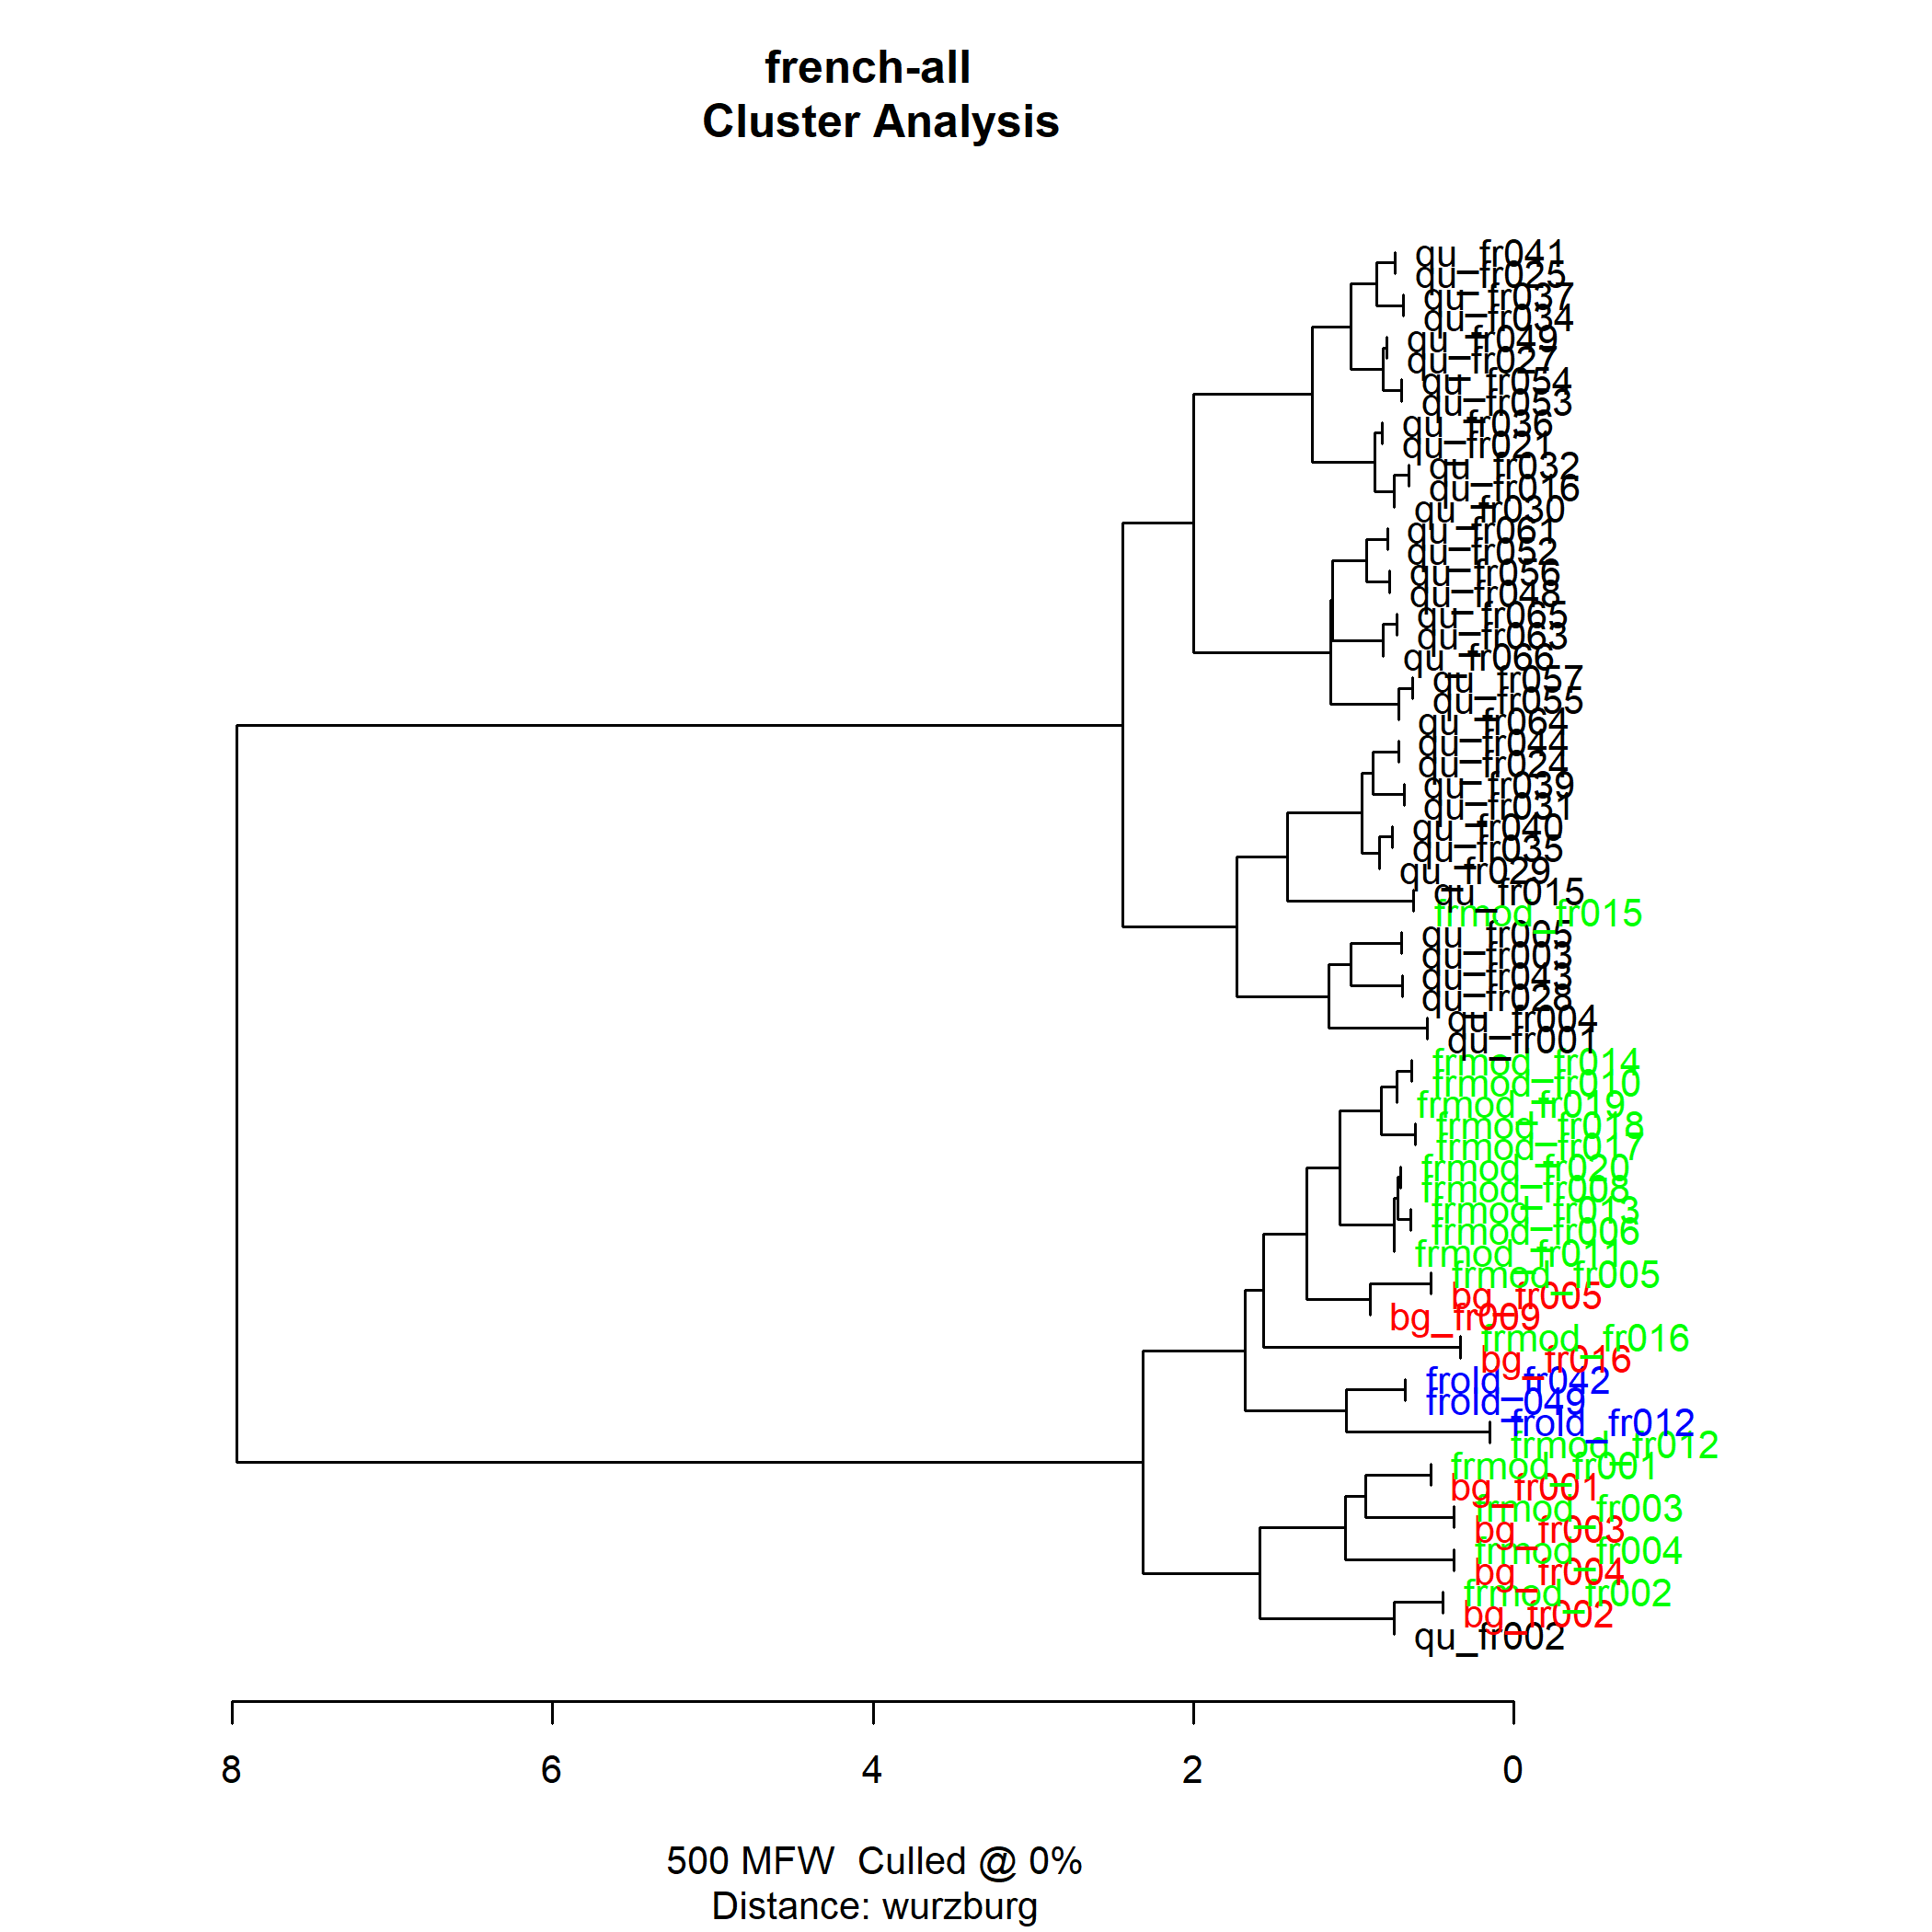 french-all
Cluster Analysis
qu_fr041
qu_fr025
qu_fr037
qu_fr034
qu_fr049
qu_fr027
qu_fr054
qu_fr053
qu_fr036
qu_fr021
qu_fr032
qu_fr016
qu_fr030
qu_fr061
qu_fr052
qu_fr056
qu_fr048
qu_fr065
qu_fr063
qu_fr066
qu_fr057
qu_fr055
qu_fr064
qu_fr044
qu_fr024
qu_fr039
qu_fr031
qu_fr040
qu_fr035
qu_fr029
qu_fr015
frmod_fr015
qu_fr005
qu_fr003
qu_fr043
qu_fr028
qu_fr004
qu_fr001
frmod_fr014
frmod_fr010
frmod_fr019
frmod_fr018
frmod_fr017
frmod_fr020
frmod_fr008
frmod_fr013
frmod_fr006
frmod_fr011
frmod_fr005
bg_fr005
bg_fr009
frmod_fr016
bg_fr016
frold_fr042
frold_049
frold_fr012
frmod_fr012
frmod_fr001
bg_fr001
frmod_fr003
bg_fr003
frmod_fr004
bg_fr004
frmod_fr002
bg_fr002
qu_fr002
8 6 4 2 0
500 MFW Culled @ 0%
Distance: wurzburg